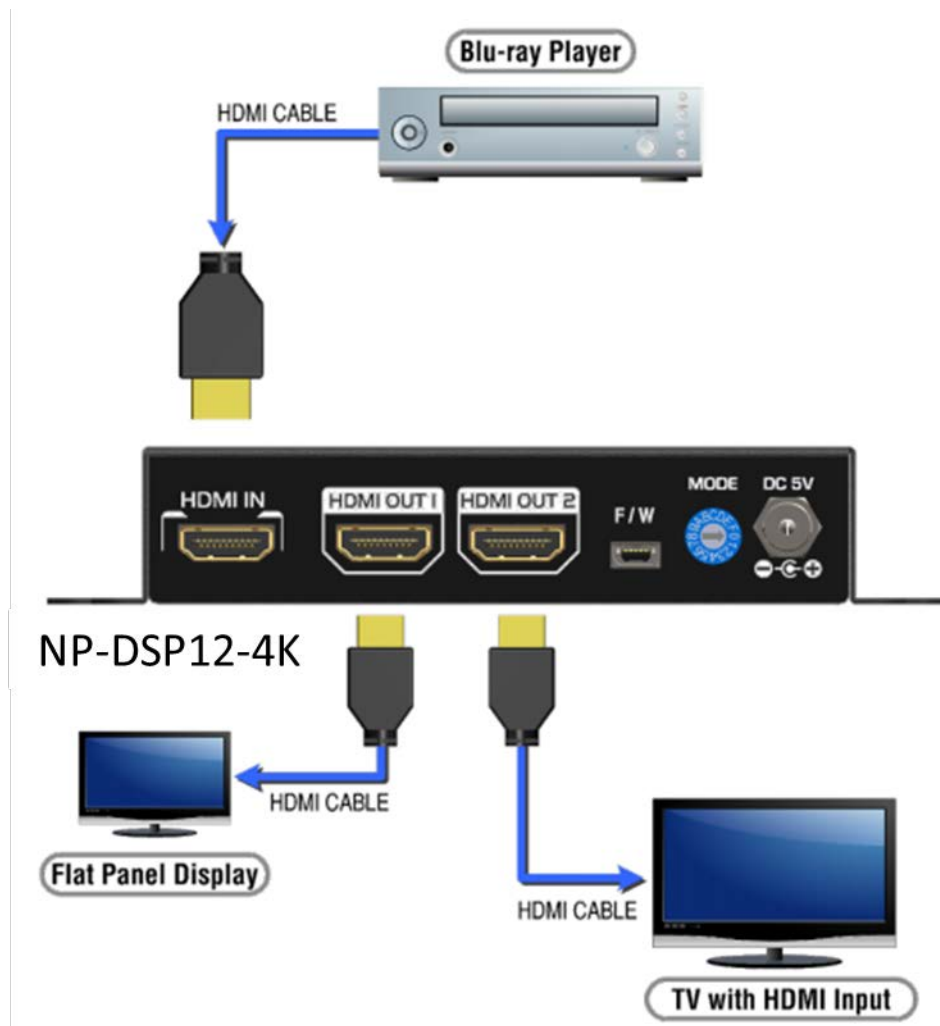 Blu-ray Player
HDMI CABLE
HDMI IN
HDMI OUT 1
HDMI OUT 2
F/W
MODE
DC 5V
NP-DSP12-4K
HDMI CABLE
Flat Panel Display
HDMI CABLE
TV with HDMI Input